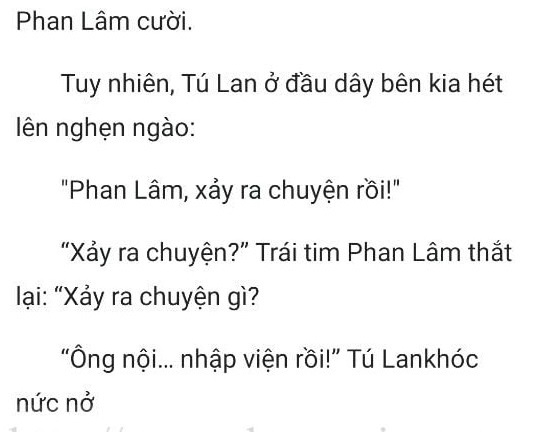 Phan Lâm cười.
Tuy nhiên, Tú Lan ở đầu dây bên kia hét
lên nghẹn ngào:
"Phan Lâm, xảy ra chuyện rồi!"
“Xảy ra chuyện?” Trái tim Phan Lâm thắt
lại: “Xảy ra chuyện gì?
“Ông nội... nhập viện rồi!” Tú Lankhóc
nức nở